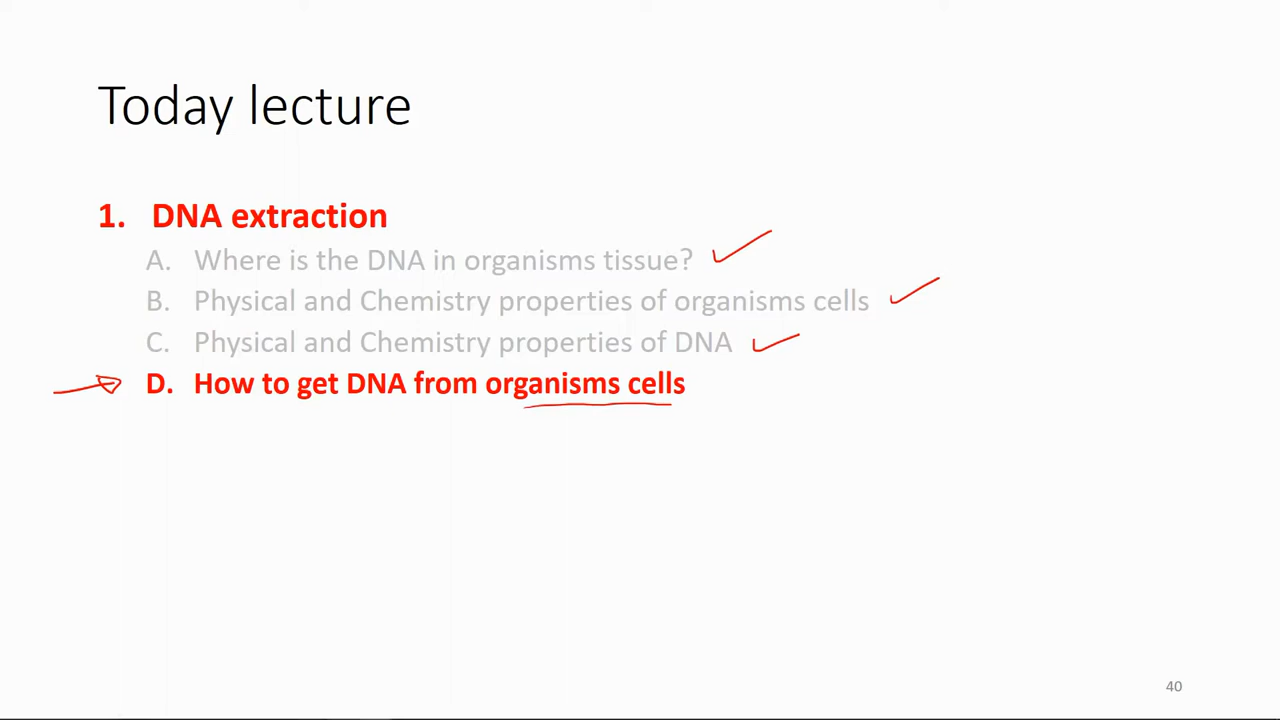 Today lecture
1. DNA extraction
A. Where is the DNA in organisms tissue?
B. Physical and Chemistry properties of organisms cells
C. Physical and Chemistry properties of DNA
D. How to get DNA from organisms cells
40